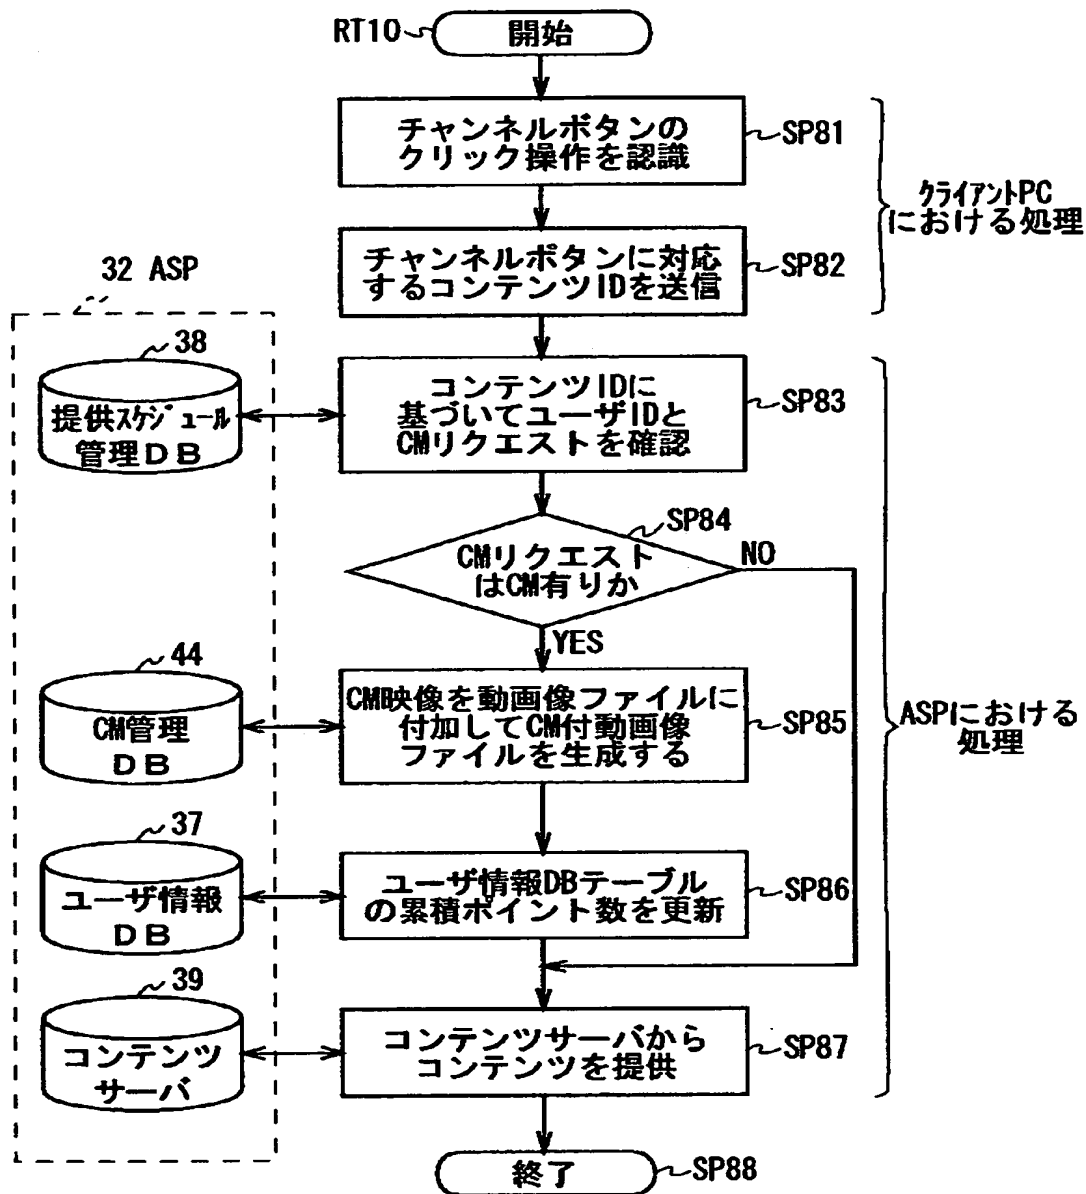 RT10
開始
チャンネルボタンの
クリック操作を認識
SP81
クライアントPC
における処理
チャンネルボタンに対応
するコンテンツIDを送信
SP82
32 ASP
38
提供スケジュール
管理DB
コンテンツIDに
基づいてユーザIDと
CMリクエストを確認
SP83
SP84
CMリクエスト
はCM有りか
NO
YES
44
CM管理
DB
CM映像を動画像ファイルに
付加してCM付動画像
ファイルを生成する
SP85
ASPにおける
処理
37
ユーザ情報
DB
ユーザ情報DBテーブル
の累積ポイント数を更新
SP86
39
コンテンツ
サーバ
コンテンツサーバから
コンテンツを提供
SP87
終了
SP88